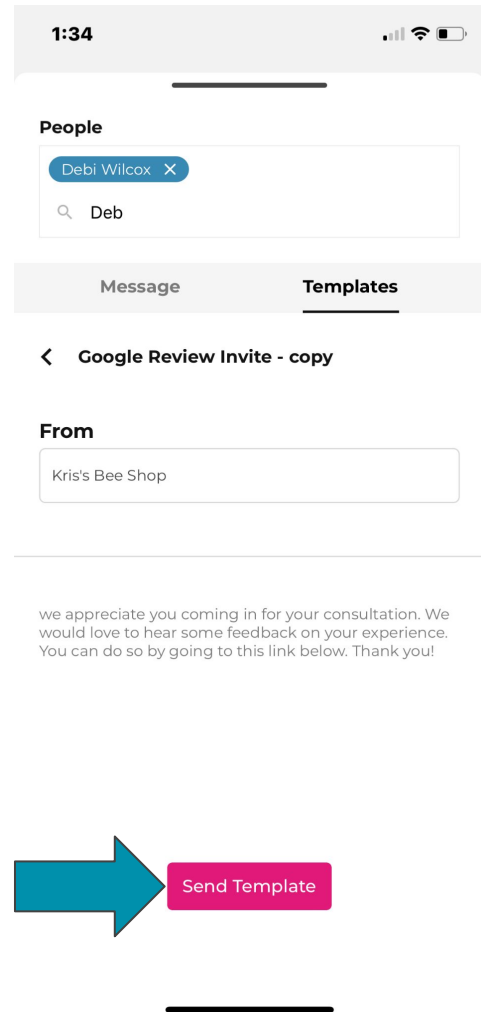 1:34
People
Debi Wilcox X
Deb
Message Templates
Google Review Invite - copy
From
Kris's Bee Shop
we appreciate you coming in for your consultation. We
would love to hear some feedback on your experience.
You can do so by going to this link below. Thank you!
Send Template